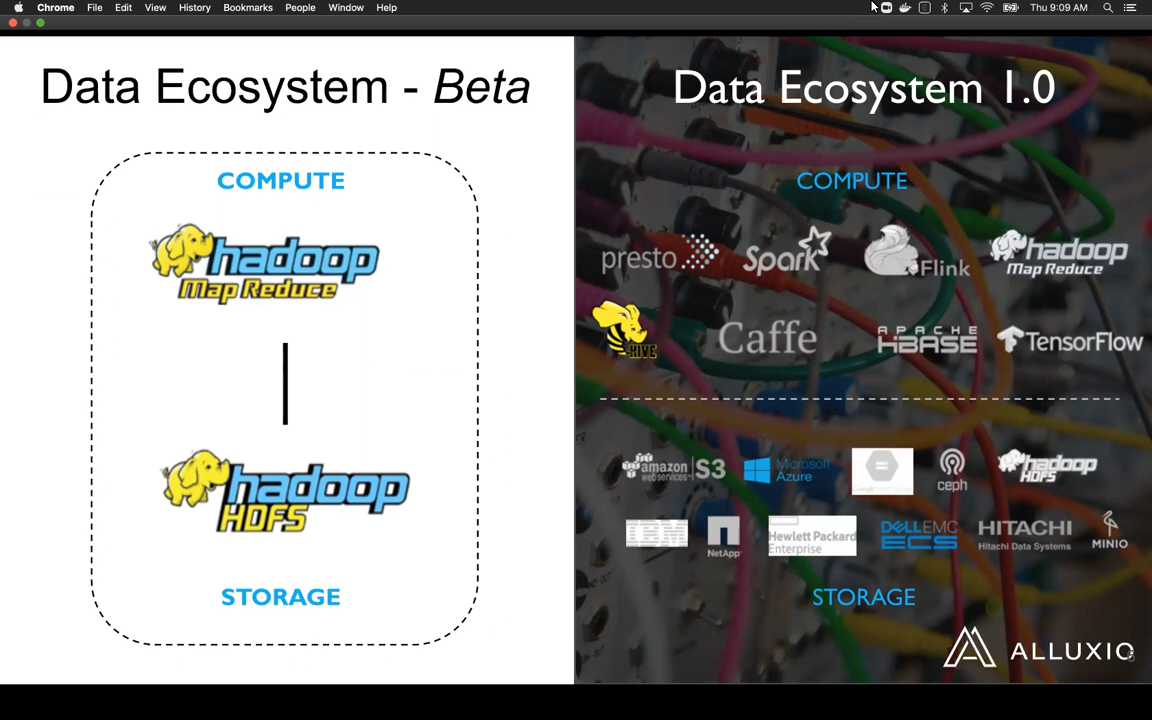 Chrome File Edit View History Bookmarks People Window Help Thu 9:09 AM
Data Ecosystem - Beta
COMPUTE
hadoop
Map Reduce
hadoop
HDFS
STORAGE
Data Ecosystem 1.0
COMPUTE
presto Spark Flink hadoop Map Reduce
HIVE Caffe APACHE HBASE TensorFlow
amazon web services S3 Microsoft Azure ceph hadoop HDFS
IBM NetApp Hewlett Packard Enterprise DELLEMC ECS HITACHI Hitachi Data Systems MINIO
STORAGE
ALLUXIO